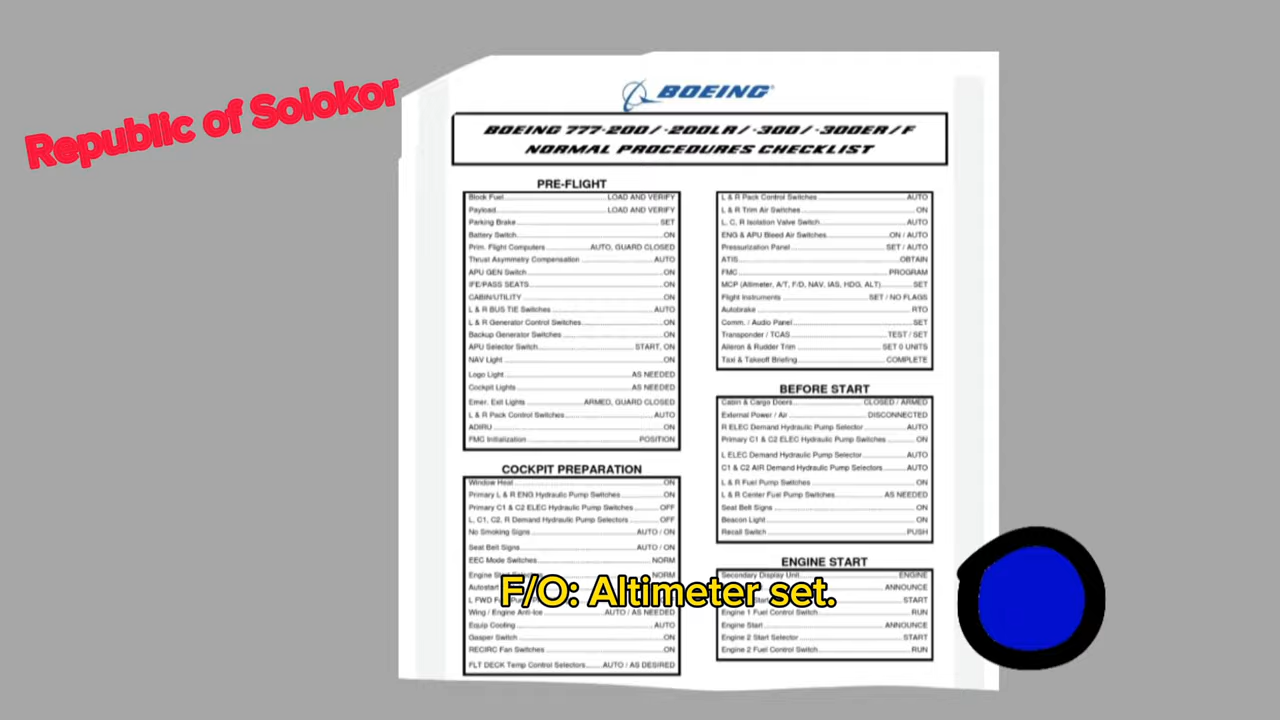 Republic of Solokor
BOEING
BOEING 777-200/-200LR/-300/-300ER/F
NORMAL PROCEDURES CHECKLIST
PRE-FLIGHT
Block Fuel LOAD AND VERIFY
Payload LOAD AND VERIFY
Parking Brake SET
Battery Switch ON
Prim. Flight Computers AUTO, GUARD CLOSED
Thrust Asymmetry Compensation AUTO
APU GEN Switch ON
IFE/PASS SEATS ON
CABIN/UTILITY ON
L & R BUS TIE Switches AUTO
L & R Generator Control Switches ON
Backup Generator Switches ON
APU Selector Switch START, ON
NAV Light ON
Logo Light AS NEEDED
Cockpit Lights AS NEEDED
Emer. Exit Lights ARMED, GUARD CLOSED
L & R Pack Control Switches AUTO
ADIRU ON
FMC Initialization POSITION
COCKPIT PREPARATION
Window Heat ON
Primary L & R ENG Hydraulic Pump Switches ON
Primary C1 & C2 ELEC Hydraulic Pump Switches OFF
L, C1, C2, R Demand Hydraulic Pump Selectors OFF
No Smoking Signs AUTO / ON
Seat Belt Signs AUTO / ON
EEC Mode Switches NORM
Engine Start NORM
Autostart
L FWD
Wing / Engine Anti-Ice AUTO / AS NEEDED
Equip Cooling AUTO
Gasper Switch ON
RECIRC Fan Switches ON
FLT DECK Temp Control Selectors AUTO / AS DESIRED
L & R Pack Control Switches AUTO
L & R Trim Air Switches ON
L, C, R Isolation Valve Switch AUTO
ENG & APU Bleed Air Switches ON / AUTO
Pressurization Panel SET / AUTO
ATIS OBTAIN
FMC PROGRAM
MCP (Altimeter, A/T, F/D, NAV, IAS, HDG, ALT) SET
Flight Instruments SET / NO FLAGS
Autobrake RTO
Comm. / Audio Panel SET
Transponder / TCAS TEST / SET
Aileron & Rudder Trim SET 0 UNITS
Taxi & Takeoff Briefing COMPLETE
BEFORE START
Cabin & Cargo Doors CLOSED / ARMED
External Power / Air DISCONNECTED
R ELEC Demand Hydraulic Pump Selector AUTO
Primary C1 & C2 ELEC Hydraulic Pump Switches ON
L ELEC Demand Hydraulic Pump Selector AUTO
C1 & C2 AIR Demand Hydraulic Pump Selectors AUTO
L & R Fuel Pump Switches ON
L & R Center Fuel Pump Switches AS NEEDED
Seat Belt Signs ON
Beacon Light ON
Recall Switch PUSH
ENGINE START
Secondary Display Unit ENGINE
ANNOUNCE
START
Engine 1 Fuel Control Switch RUN
Engine Start ANNOUNCE
Engine 2 Start Selector START
Engine 2 Fuel Control Switch RUN
F/O: Altimeter set.